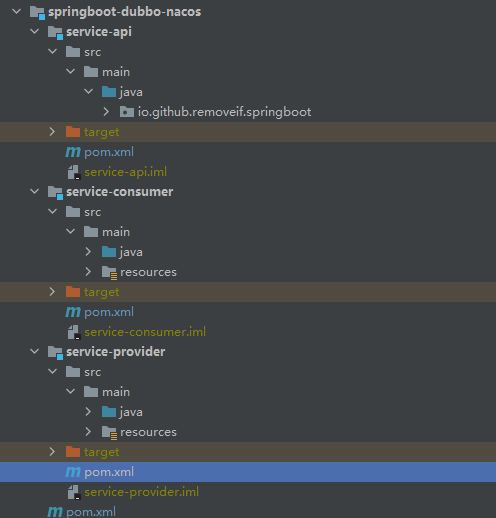 springboot-dubbo-nacos
service-api
src
main
java
io.github.removeif.springboot
target
pom.xml
service-api.iml
service-consumer
src
main
java
resources
target
pom.xml
service-consumer.iml
service-provider
src
main
java
resources
target
pom.xml
service-provider.iml
pom.xml